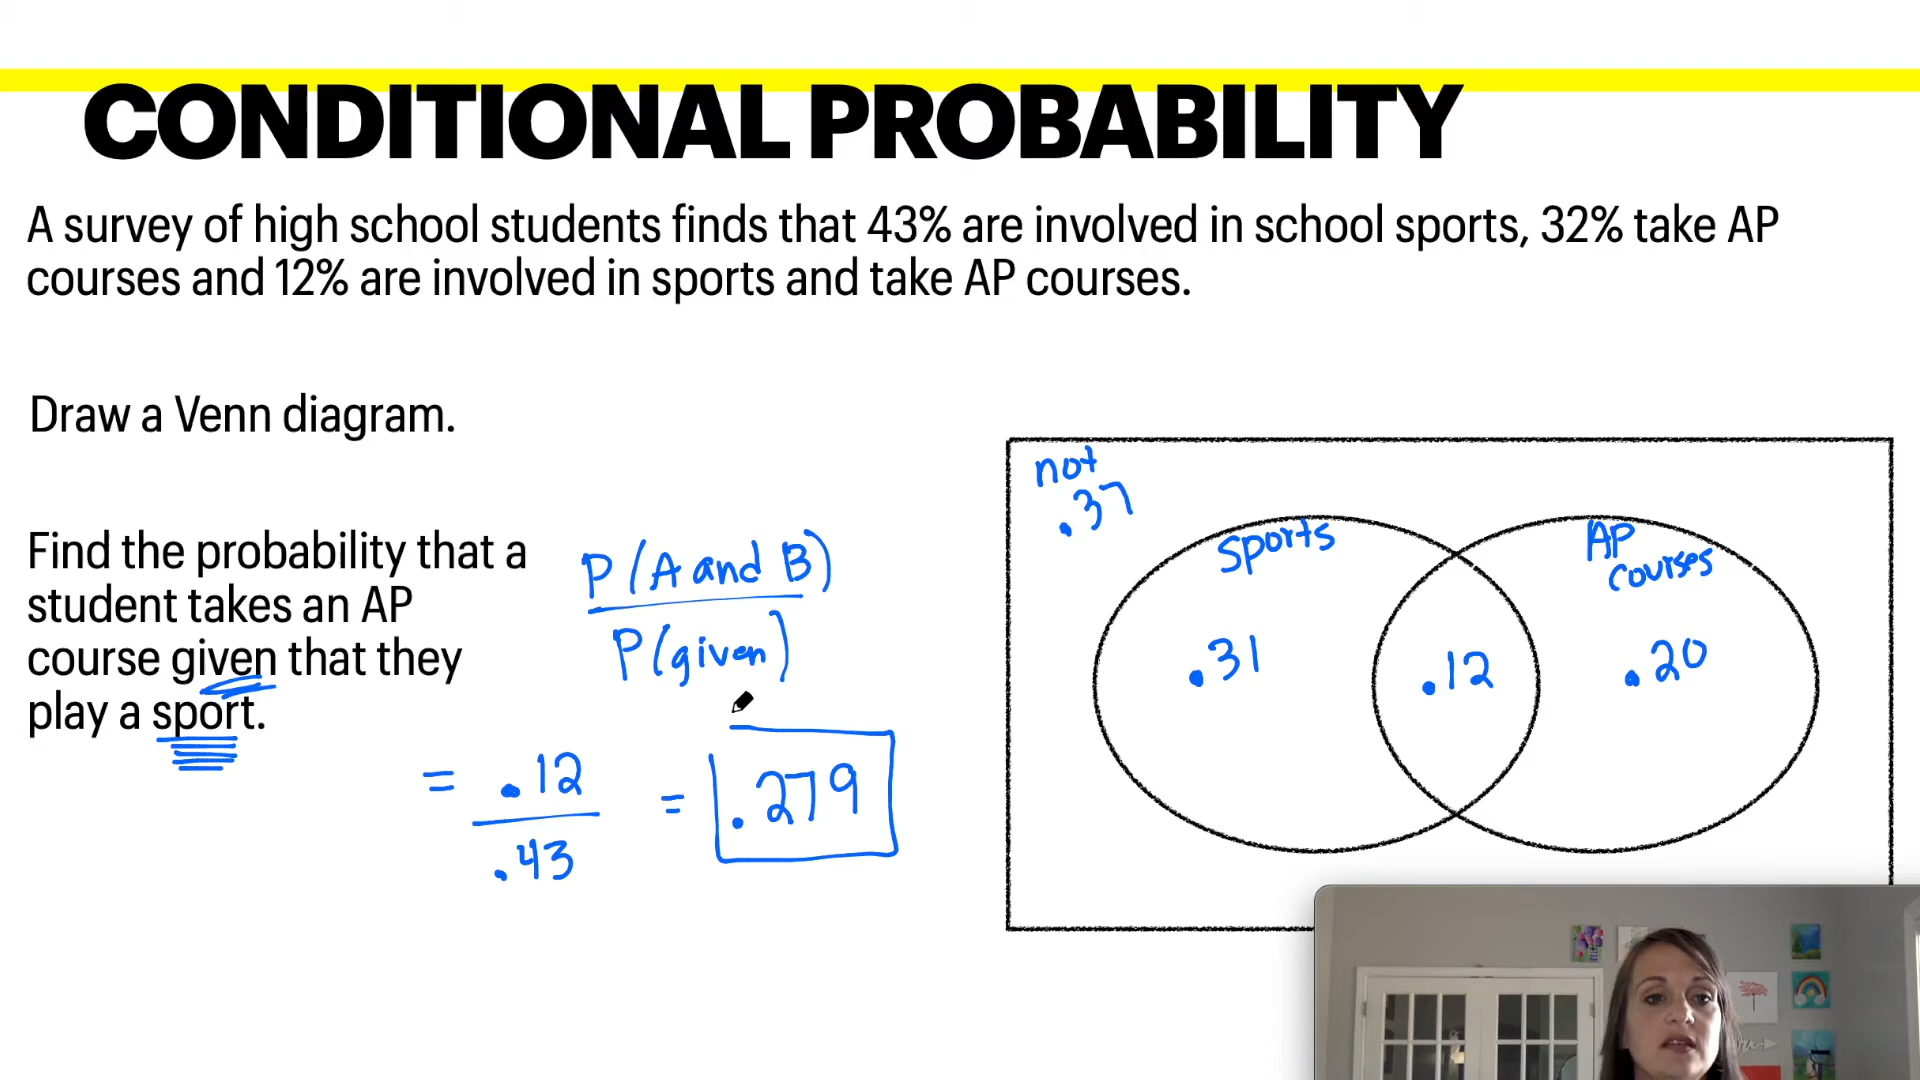 CONDITIONAL PROBABILITY
A survey of high school students finds that 43% are involved in school sports, 32% take AP
courses and 12% are involved in sports and take AP courses.
Draw a Venn diagram.
Find the probability that a
student takes an AP
course given that they
play a sport.
P(A and B)
P(given)
= .12
.43
= .279
not
.37
Sports
AP
courses
.31
.12
.20